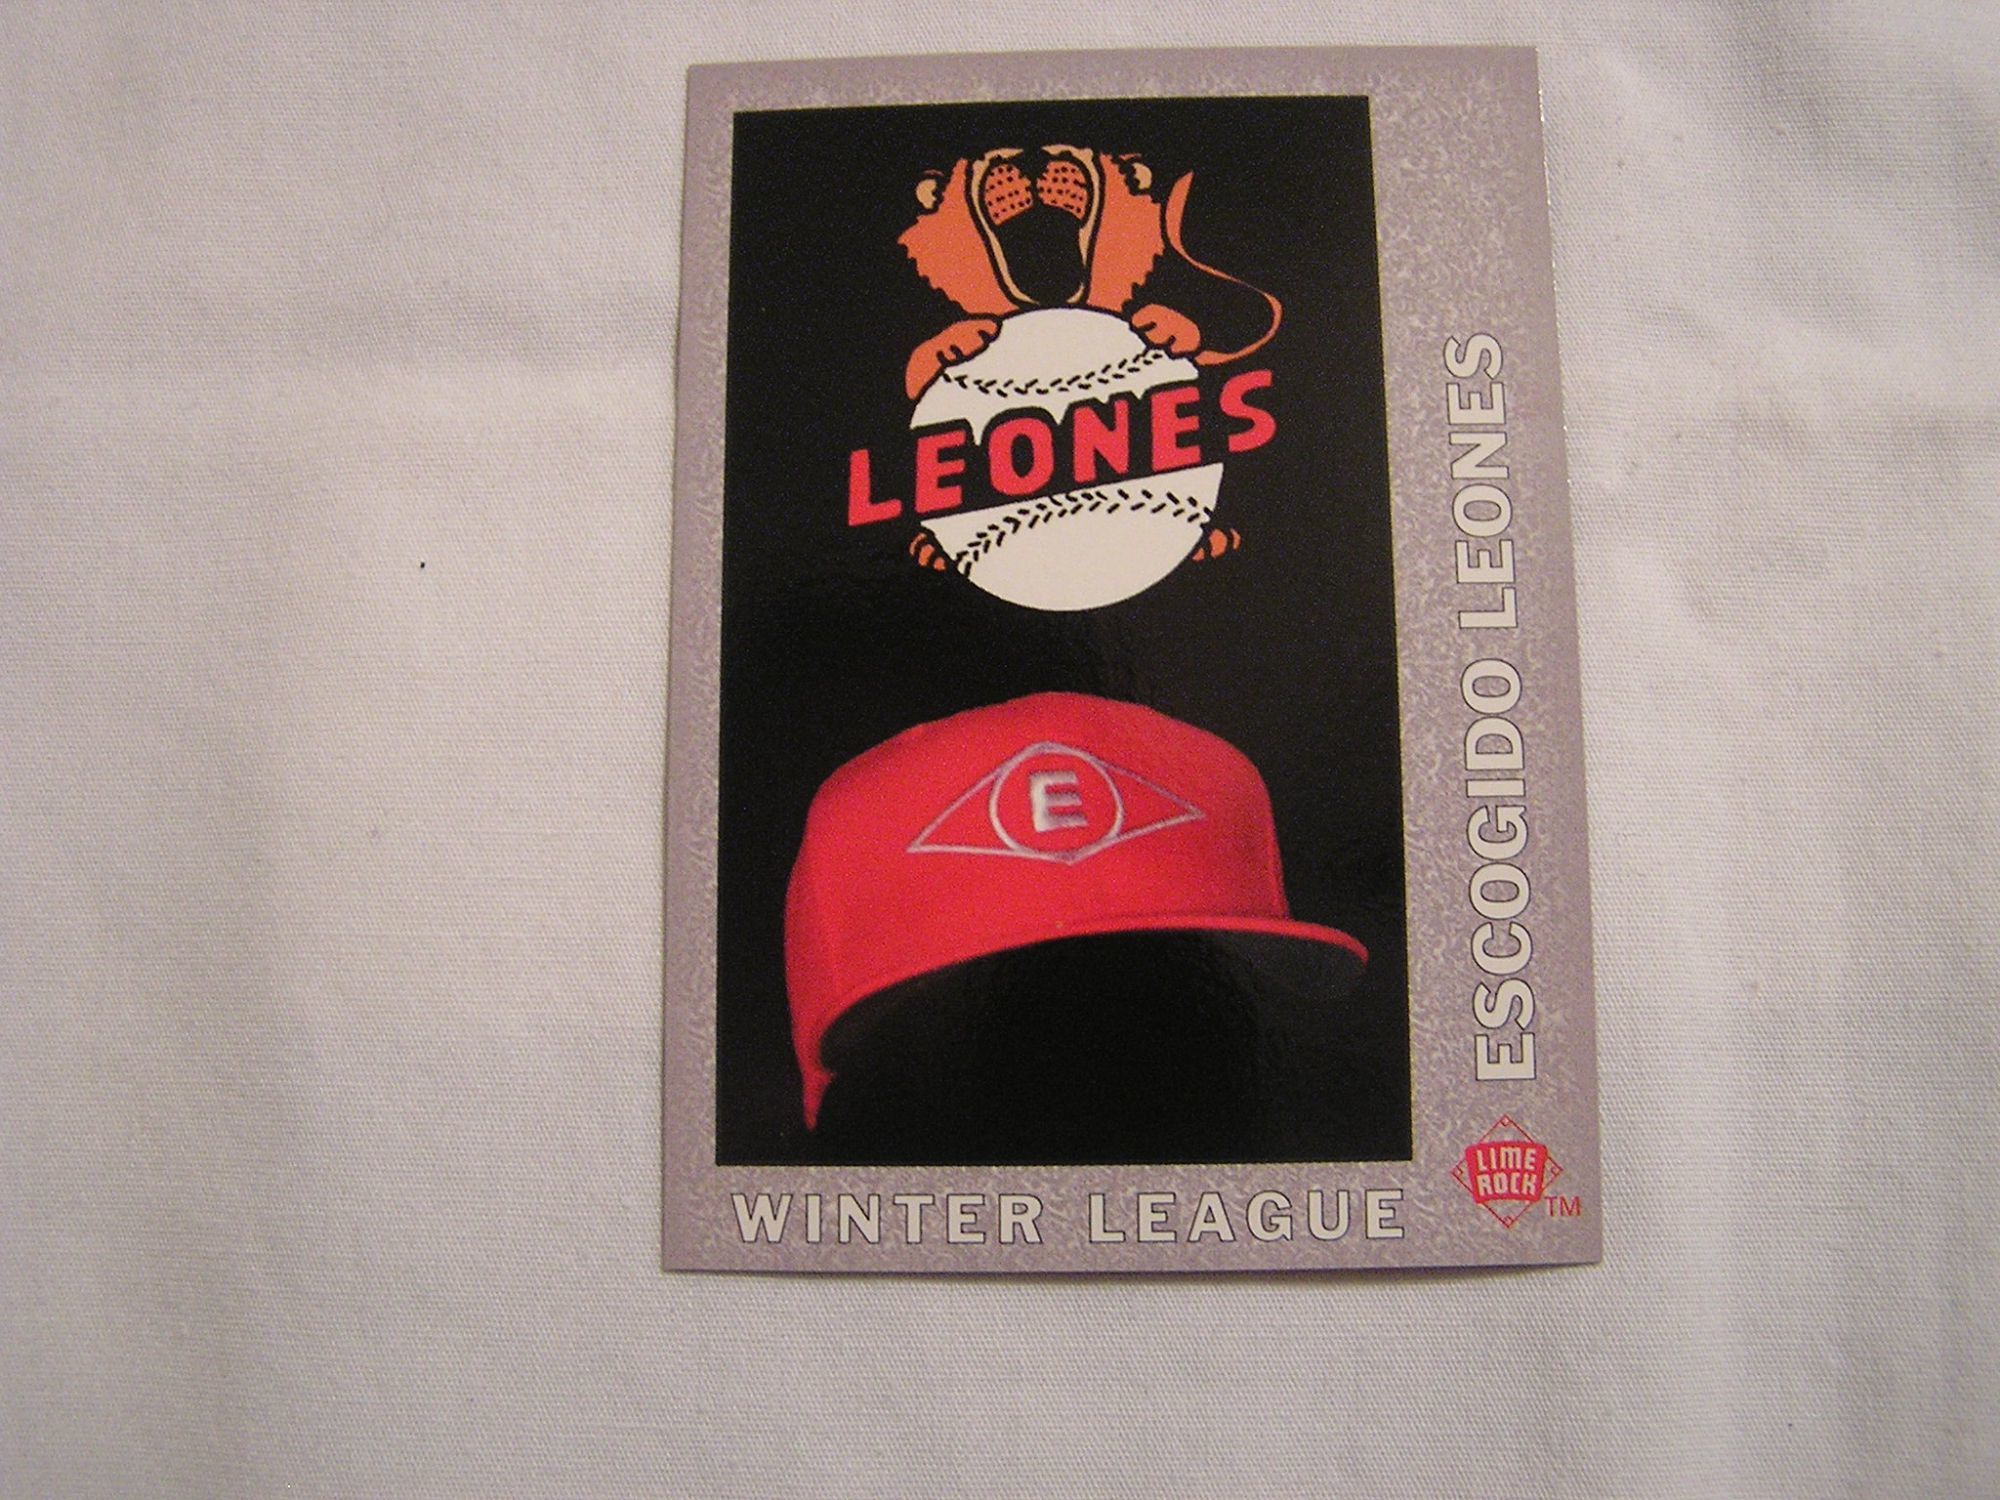 LEONES
E
ESCOGIDO LEONES
WINTER LEAGUE
LIME
ROCK
TM